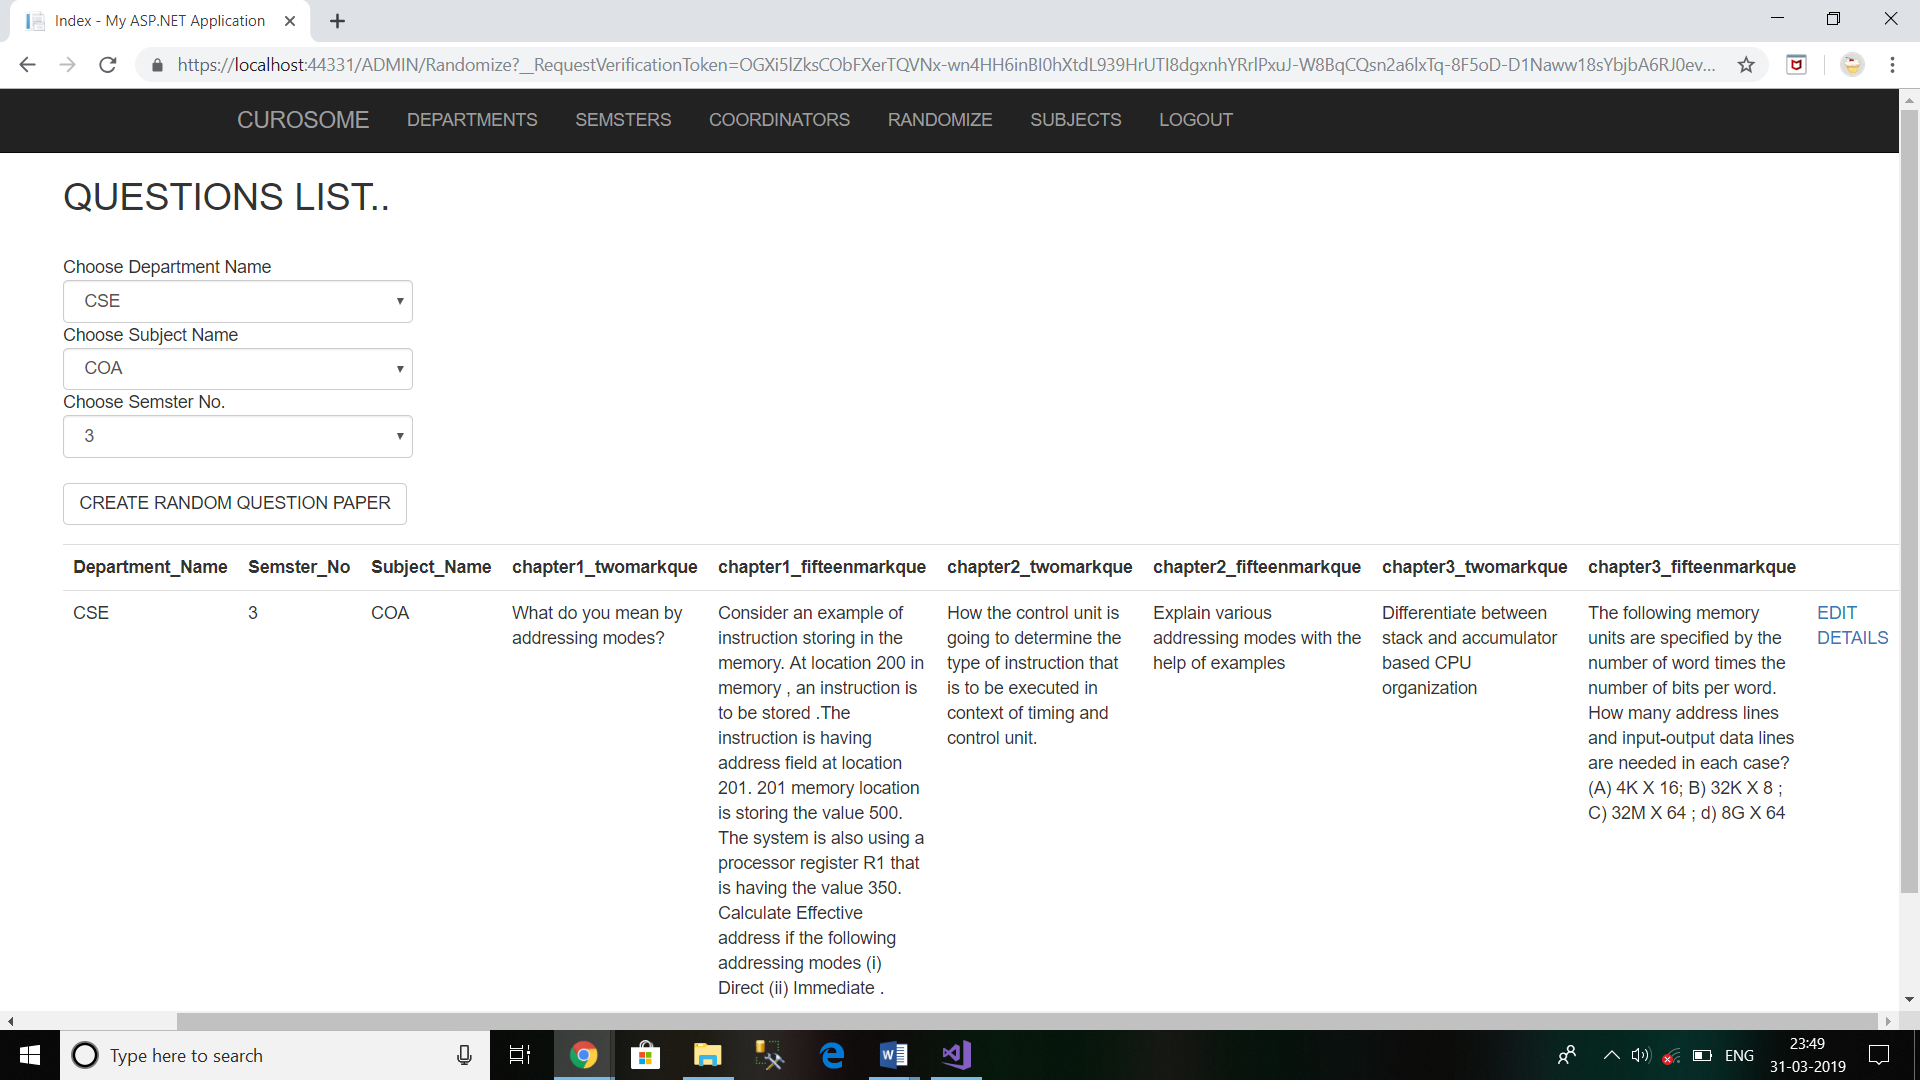 Index - My ASP.NET Application
https://localhost:44331/ADMIN/Randomize?__RequestVerificationToken=
CUROSOME DEPARTMENTS SEMSTERS COORDINATORS RANDOMIZE SUBJECTS LOGOUT
QUESTIONS LIST..
Choose Department Name
CSE
Choose Subject Name
COA
Choose Semster No.
3
CREATE RANDOM QUESTION PAPER
Department_Name Semster_No Subject_Name chapter1_twomarkque chapter1_fifteenmarkque chapter2_twomarkque chapter2_fifteenmarkque chapter3_twomarkque chapter3_fifteenmarkque
CSE
3
COA
What do you mean by
addressing modes?
Consider an example of
instruction storing in the
memory. At location 200 in
memory , an instruction is
to be stored .The
instruction is having
address field at location
201. 201 memory location
is storing the value 500.
The system is also using a
processor register R1 that
is having the value 350.
Calculate Effective
address if the following
addressing modes (i)
Direct (ii) Immediate .
How the control unit is
going to determine the
type of instruction that
is to be executed in
context of timing and
control unit.
Explain various
addressing modes with the
help of examples
Differentiate between
stack and accumulator
based CPU
organization
The following memory
units are specified by the
number of word times the
number of bits per word.
How many address lines
and input-output data lines
are needed in each case?
(A) 4K X 16; B) 32K X 8 ;
C) 32M X 64 ; d) 8G X 64
EDIT
DETAILS
Type here to search
ENG
23:49
31-03-2019